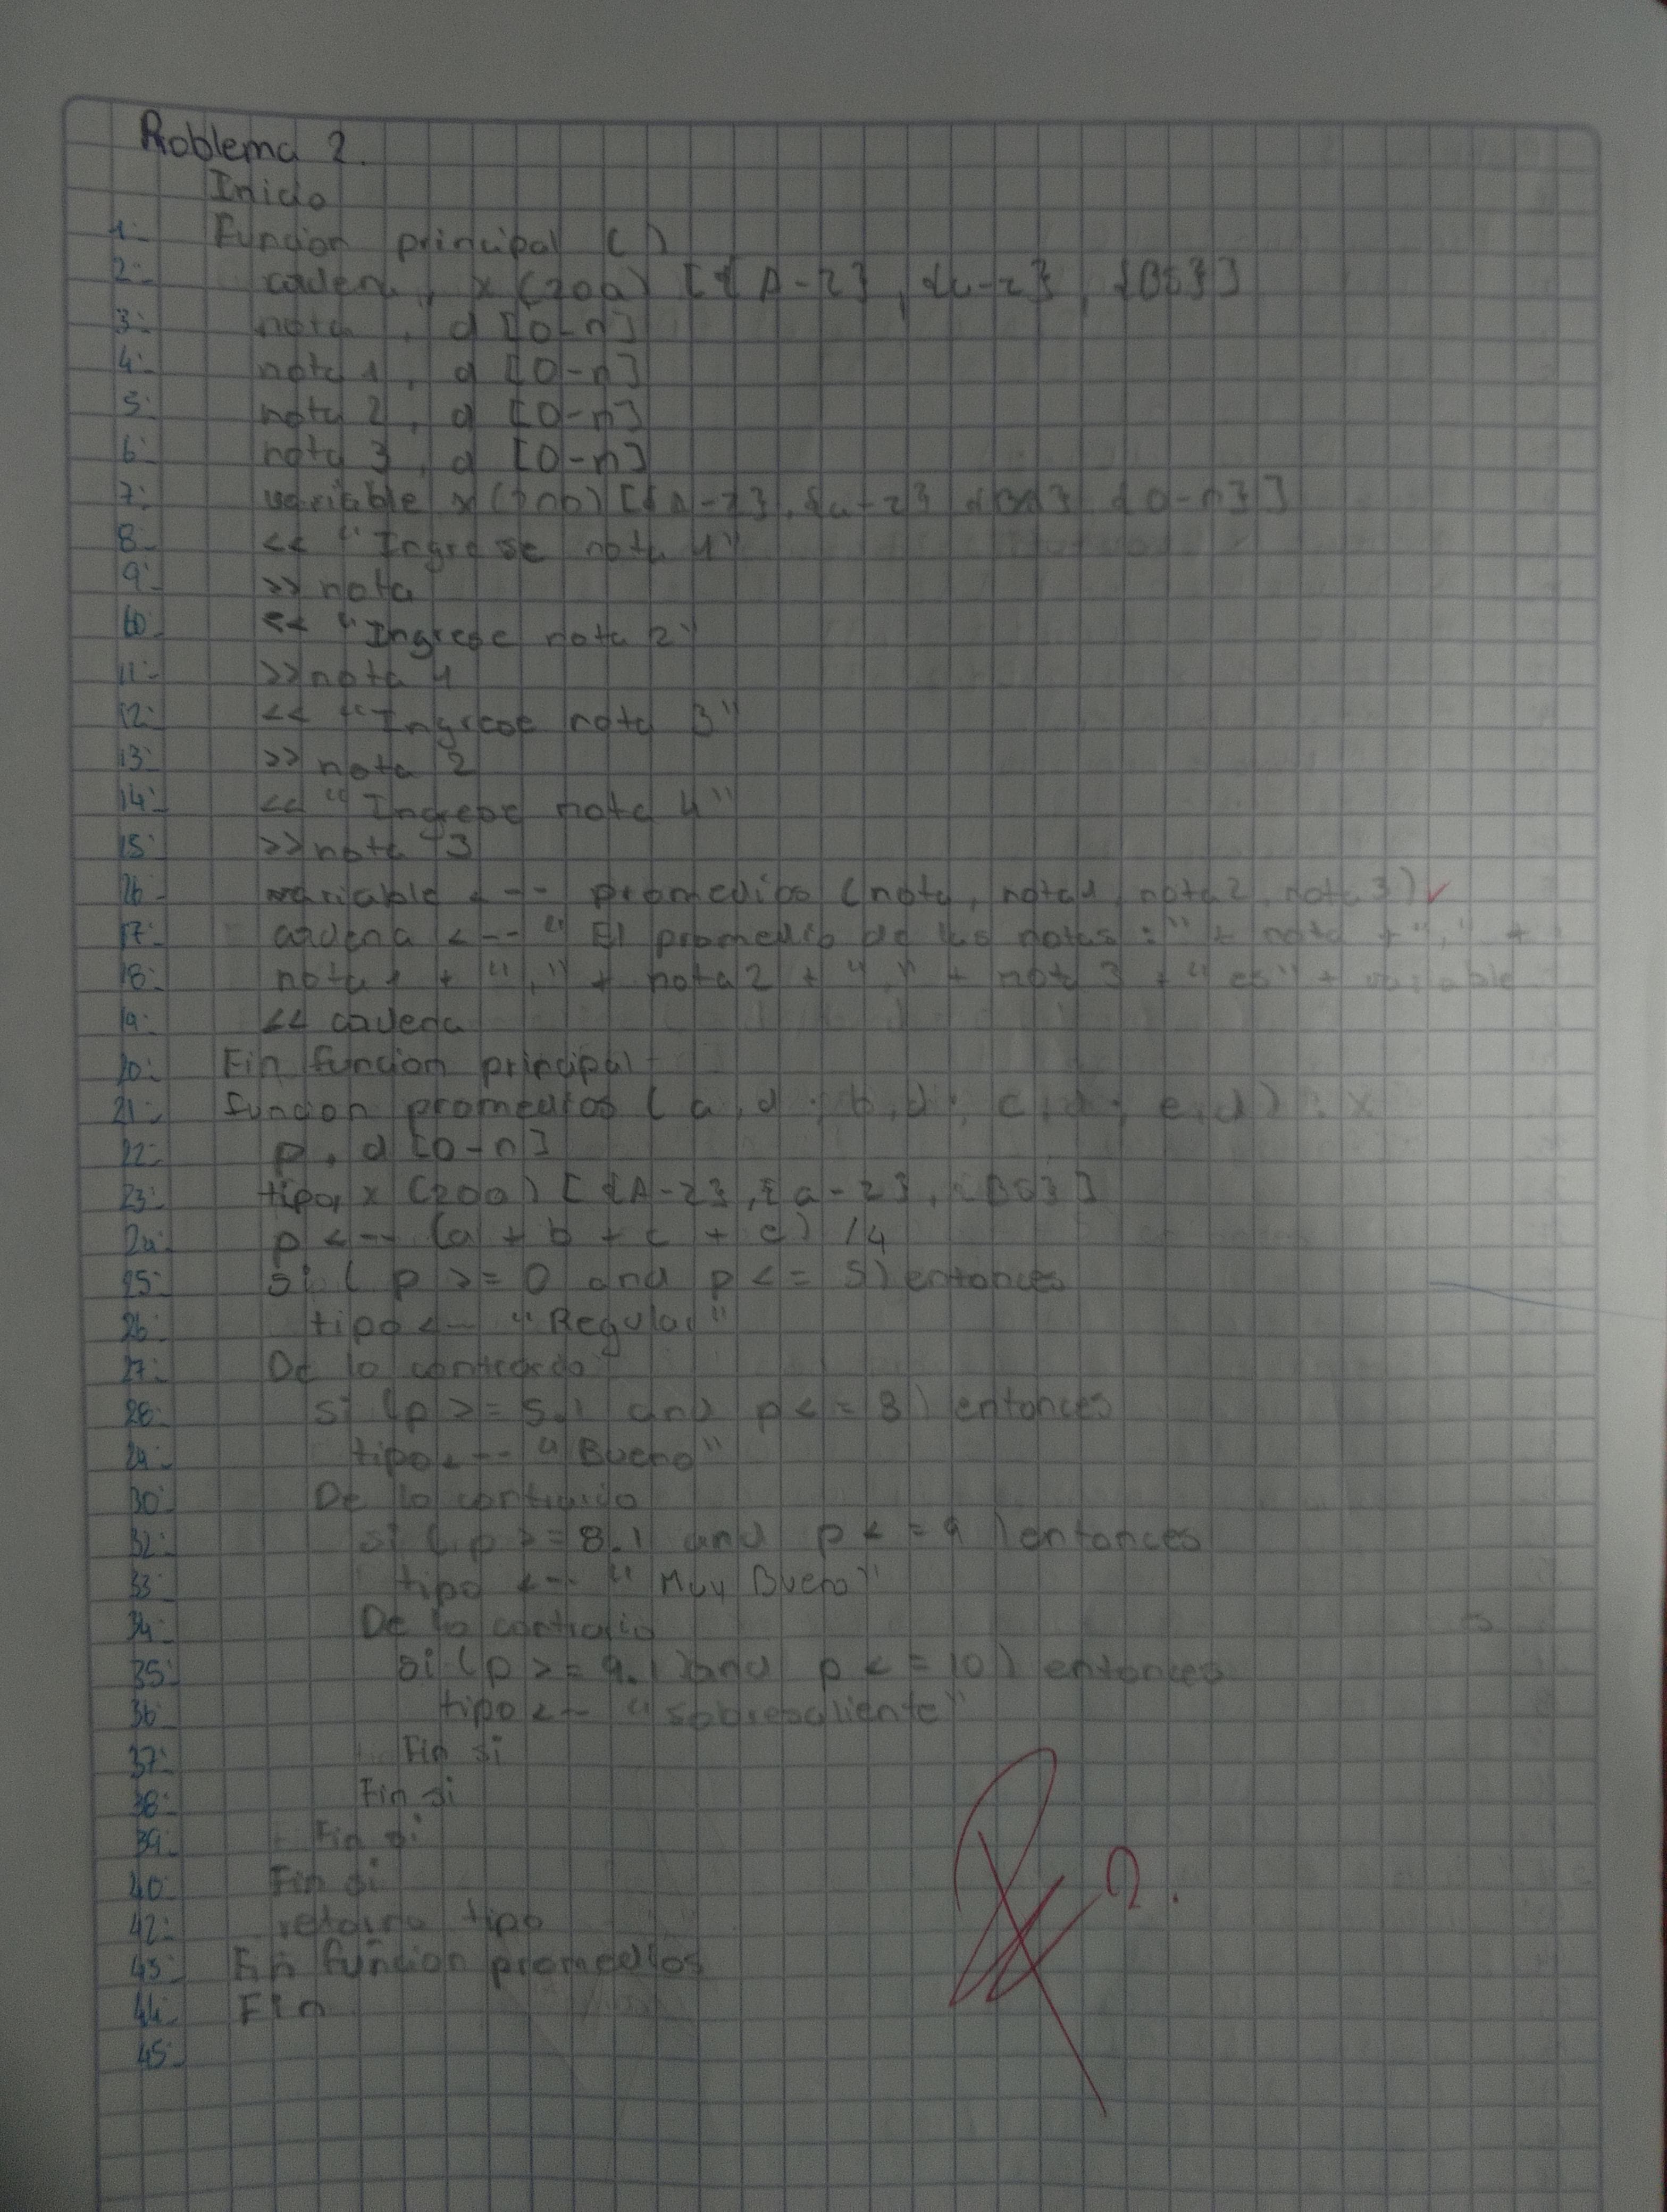 Problema 2.
Inicio
1:- Funcion principal ( )
2:- cadena, x (200) [{A-z}, {a-z}, {BS}]
3:- nota , d [0-n]
4:- nota 1, d [0-n]
5:- nota 2, d [0-n]
6:- nota 3, d [0-n]
7:- variable x (200) [{A-z}, {a-z} {BS} {0-n}]
8:- << "Ingrese nota 1"
9:- >> nota
10:- << "Ingrese nota 2"
11:- >> nota 1
12:- << "Ingrese nota 3"
13:- >> nota 2
14:- << "Ingrese nota 4"
15:- >> nota 3
16:- variable <-- promedios (nota, nota1, nota2, nota3)
17:- cadena <-- "El promedio de las notas:" + nota + "," +
18:- nota1 + "," + nota2 + "," + nota 3 + "es" + variable
19:- << cadena
20:- Fin funcion principal
21:- funcion promedios (a,d ; b,d ; c,d ; e,d) : x
22:- p, d [0-n]
23:- tipo, x (200) [{A-z}, {a-z}, {BS}]
24:- p <-- (a + b + c + e) /4
25:- si ( p >= 0 and p <= 5) entonces
26:- tipo <-- "Regular"
27:- De lo contrario
28:- si (p >= 5.1 and p <= 8) entonces
29:- tipo <-- "Bueno"
30:- De lo contrario
32:- si ( p >= 8.1 and p <= 9 ) entonces
33:- tipo <-- "Muy Bueno"
34:- De lo contrario
35:- si (p >= 9.1 and p <= 10) entonces
36:- tipo <-- "Sobresaliente"
37:- Fin si
38:- Fin si
39:- Fin si
40:- Fin si
42:- retorno tipo
43:- Fin funcion promedios
44:- Fin
45:-